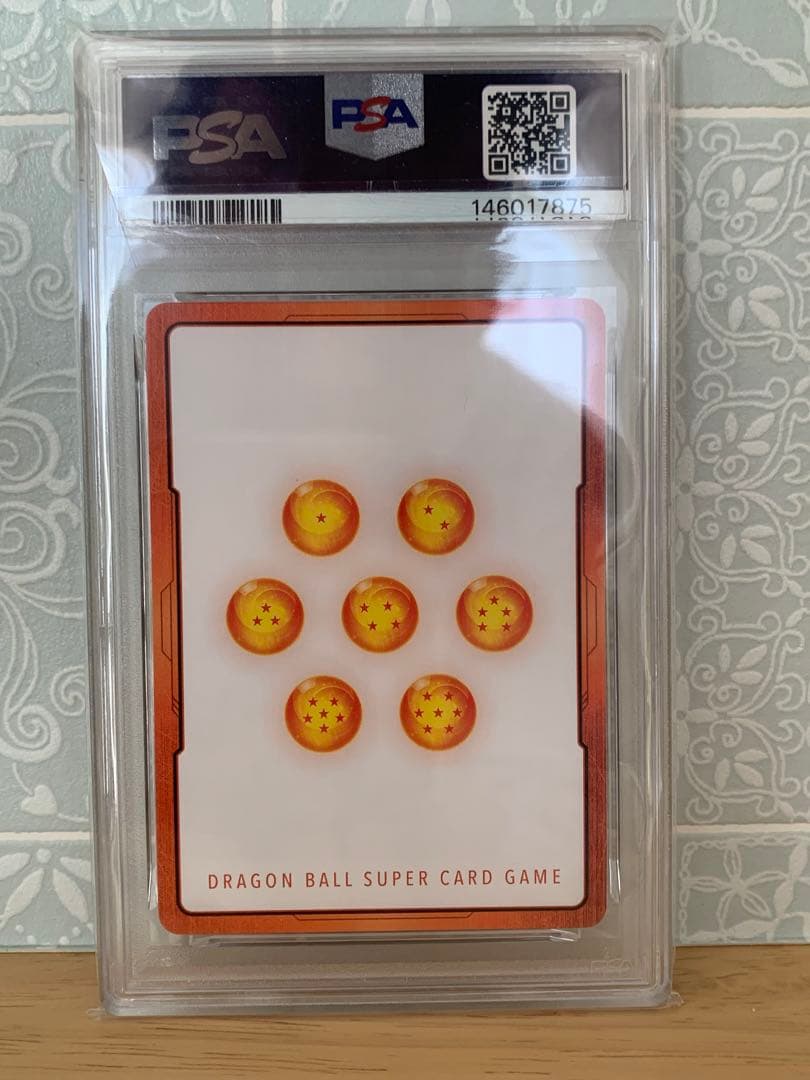 PSA PSA
146017875
DRAGON BALL SUPER CARD GAME